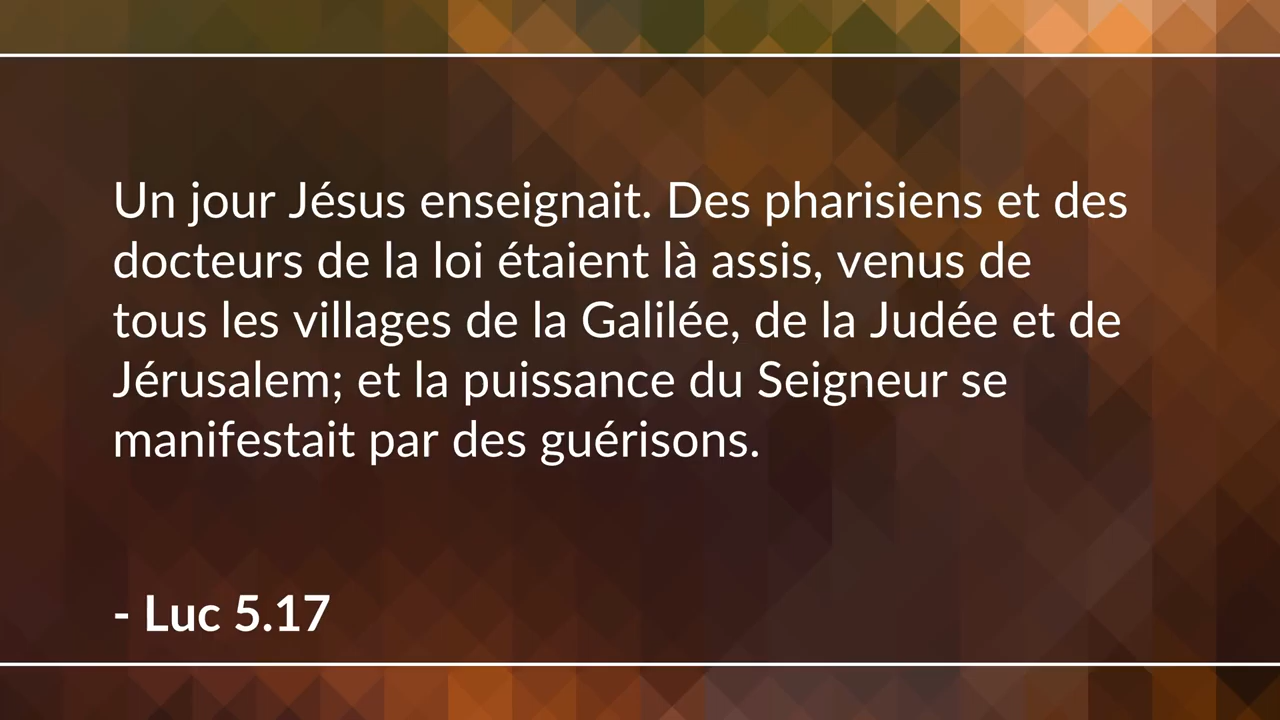 Un jour Jésus enseignait. Des pharisiens et des
docteurs de la loi étaient là assis, venus de
tous les villages de la Galilée, de la Judée et de
Jérusalem; et la puissance du Seigneur se
manifestait par des guérisons.
- Luc 5.17